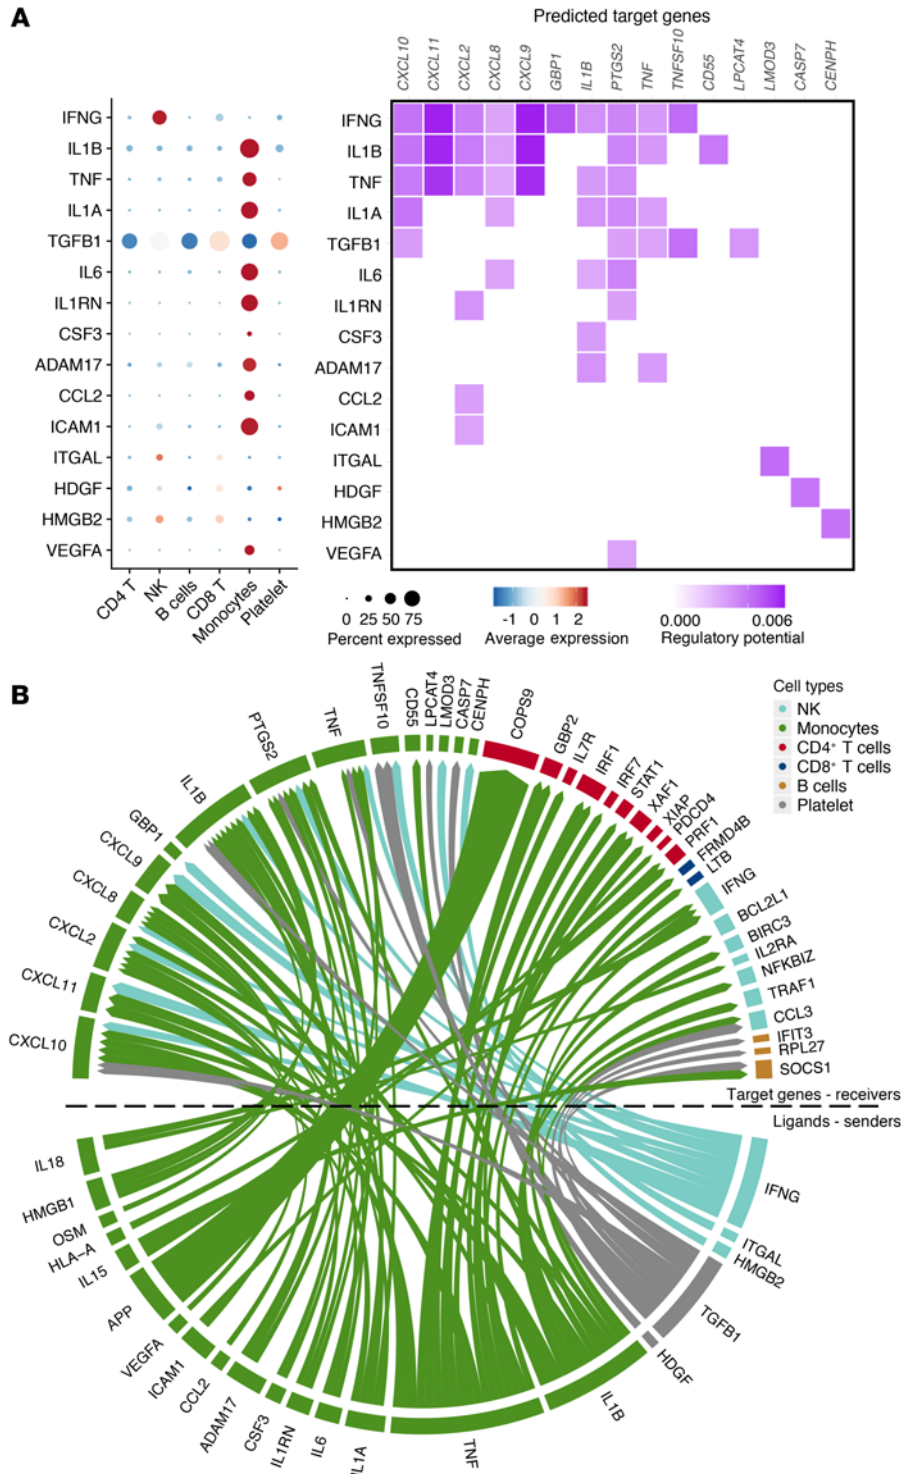 A
Predicted target genes
CXCL10
CXCL11
CXCL2
CXCL8
CXCL9
GBP1
IL1B
PTGS2
TNF
TNFSF10
CD55
LPCAT4
LMOD3
CASP7
CENPH
IFNG
IL1B
TNF
IL1A
TGFB1
IL6
IL1RN
CSF3
ADAM17
CCL2
ICAM1
ITGAL
HDGF
HMGB2
VEGFA
IFNG
IL1B
TNF
IL1A
TGFB1
IL6
IL1RN
CSF3
ADAM17
CCL2
ICAM1
ITGAL
HDGF
HMGB2
VEGFA
CD4 T
NK
B cells
CD8 T
Monocytes
Platelet
0 25 50 75
Percent expressed
-1 0 1 2
Average expression
0.000 0.006
Regulatory potential
B
Cell types
NK
Monocytes
CD4+ T cells
CD8+ T cells
B cells
Platelet
CXCL10
CXCL11
CXCL2
CXCL8
CXCL9
GBP1
IL1B
PTGS2
TNF
TNFSF10
CD55
LPCAT4
LMOD3
CASP7
CENPH
COPS9
GBP2
IL7R
IRF1
IRF7
STAT1
XAF1
XIAP
PDCD4
PRF1
FRMD4B
LTB
IFNG
BCL2L1
BIRC3
IL2RA
NFKBIZ
TRAF1
CCL3
IFIT3
RPL27
SOCS1
Target genes - receivers
Ligands - senders
IFNG
ITGAL
HMGB2
TGFB1
HDGF
IL1B
TNF
IL1A
IL6
IL1RN
CSF3
ADAM17
CCL2
ICAM1
VEGFA
APP
IL15
HLA-A
OSM
HMGB1
IL18